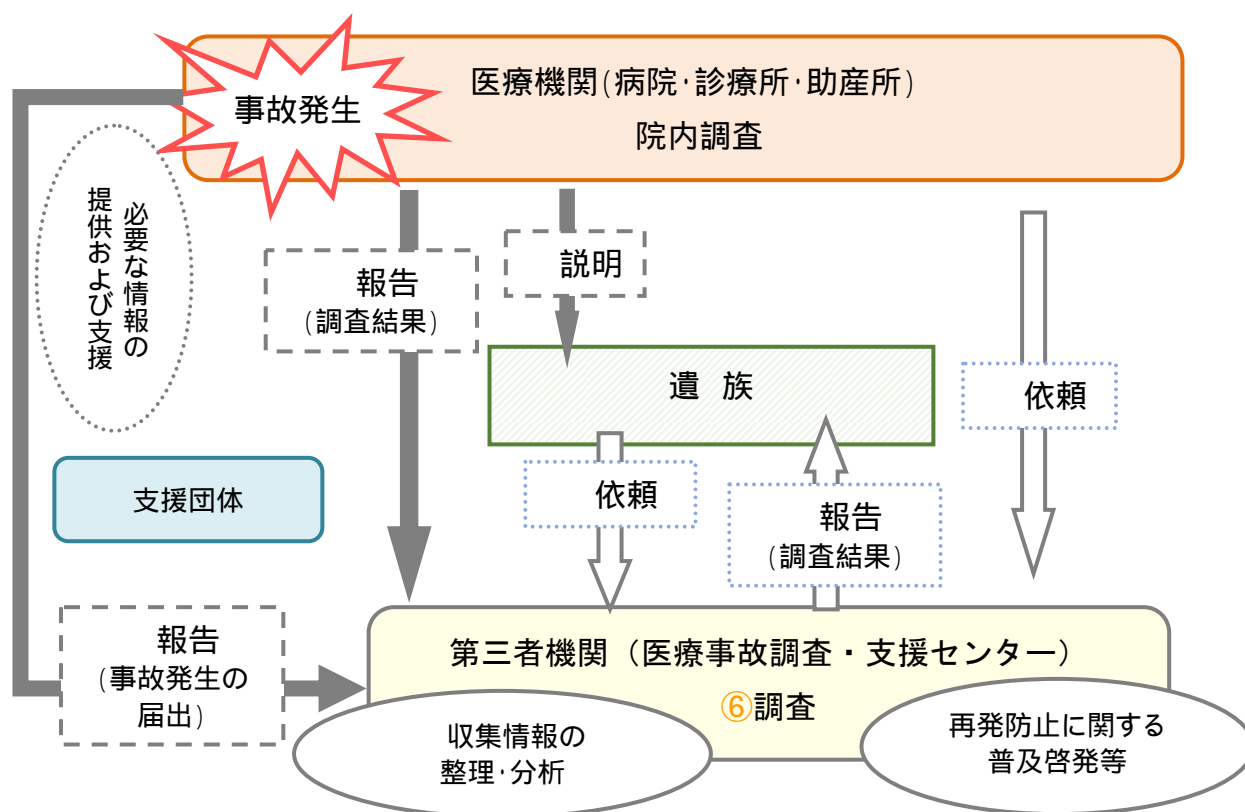 事故発生
医療機関(病院・診療所・助産所)
院内調査
必要な情報の
提供および支援
報告
(調査結果)
説明
遺 族
依頼
依頼
報告
(調査結果)
支援団体
報告
(事故発生の
届出)
第三者機関（医療事故調査・支援センター）
⑥調査
収集情報の
整理・分析
再発防止に関する
普及啓発等